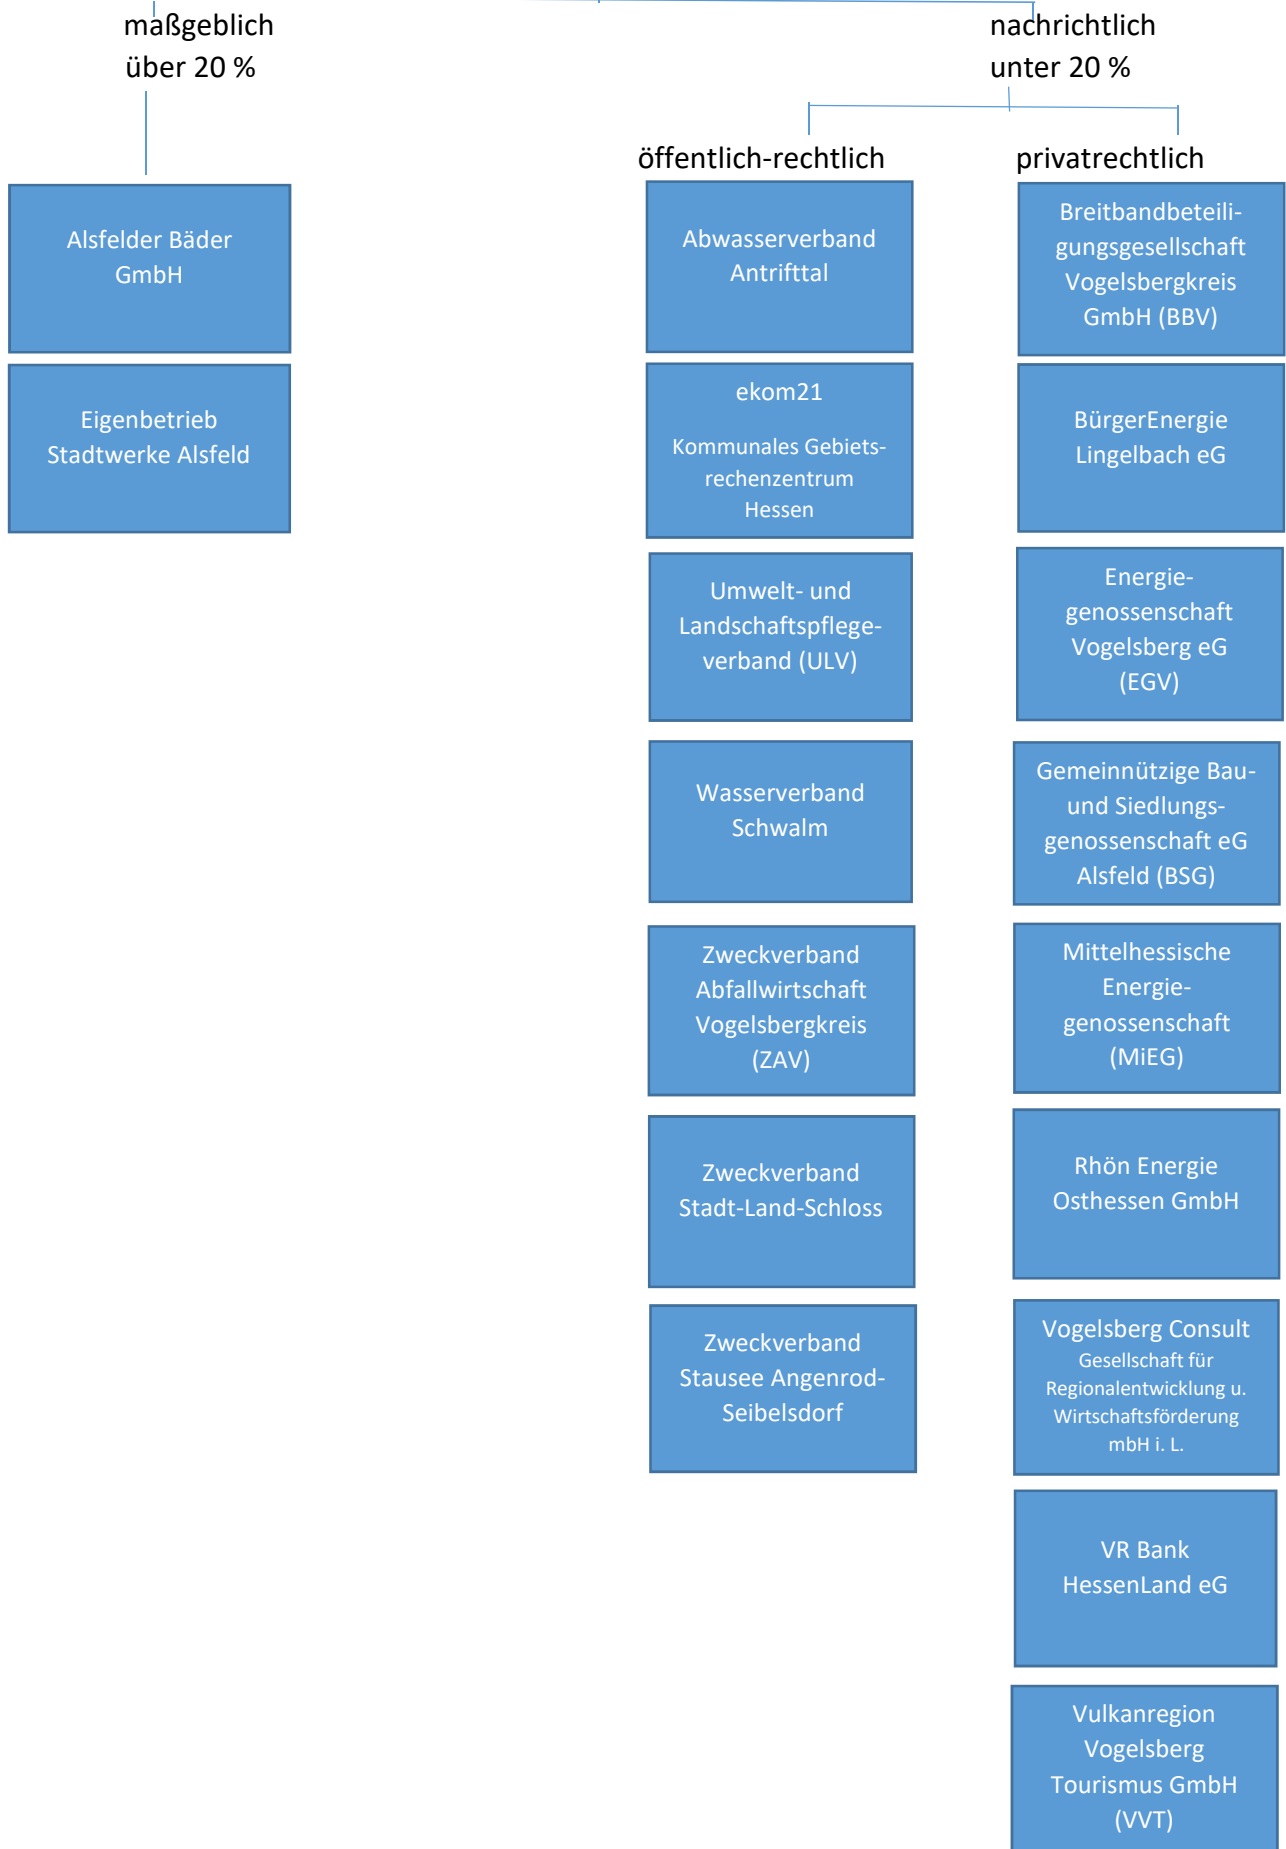 maßgeblich
über 20 %
nachrichtlich
unter 20 %
öffentlich-rechtlich
privatrechtlich
Alsfelder Bäder
GmbH
Eigenbetrieb
Stadtwerke Alsfeld
Abwasserverband
Antrifttal
ekom21
Kommunales Gebiets-
rechenzentrum
Hessen
Umwelt- und
Landschaftspflege-
verband (ULV)
Wasserverband
Schwalm
Zweckverband
Abfallwirtschaft
Vogelsbergkreis
(ZAV)
Zweckverband
Stadt-Land-Schloss
Zweckverband
Stausee Angenrod-
Seibelsdorf
Breitbandbeteili-
gungsgesellschaft
Vogelsbergkreis
GmbH (BBV)
BürgerEnergie
Lingelbach eG
Energie-
genossenschaft
Vogelsberg eG
(EGV)
Gemeinnützige Bau-
und Siedlungs-
genossenschaft eG
Alsfeld (BSG)
Mittelhessische
Energie-
genossenschaft
(MiEG)
Rhön Energie
Osthessen GmbH
Vogelsberg Consult
Gesellschaft für
Regionalentwicklung u.
Wirtschaftsförderung
mbH i. L.
VR Bank
HessenLand eG
Vulkanregion
Vogelsberg
Tourismus GmbH
(VVT)